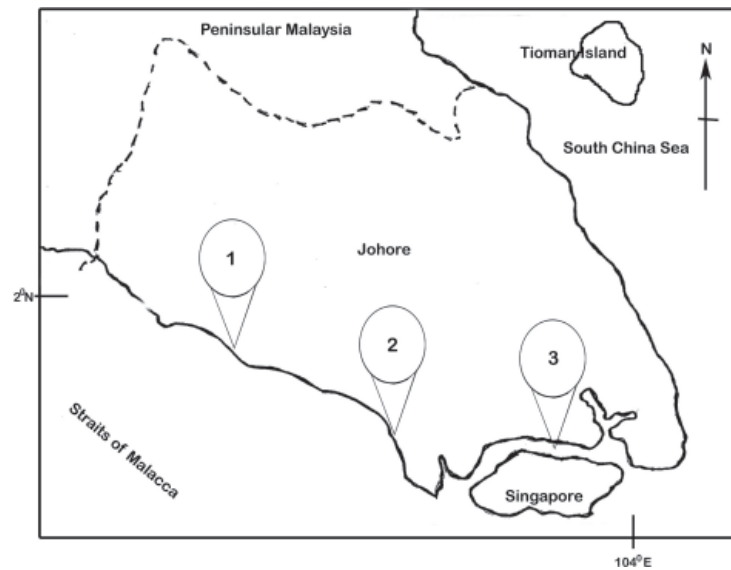 Peninsular Malaysia
Tioman Island
N
South China Sea
Johore
1
2⁰N
2
3
Straits of Malacca
Singapore
104⁰E